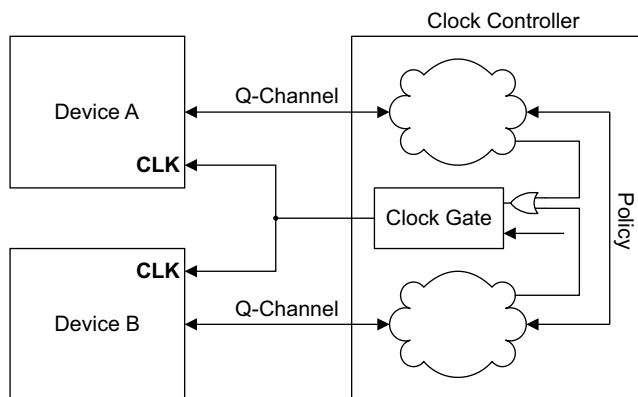 Clock Controller
Q-Channel
Device A
CLK
Clock Gate
Policy
CLK
Q-Channel
Device B